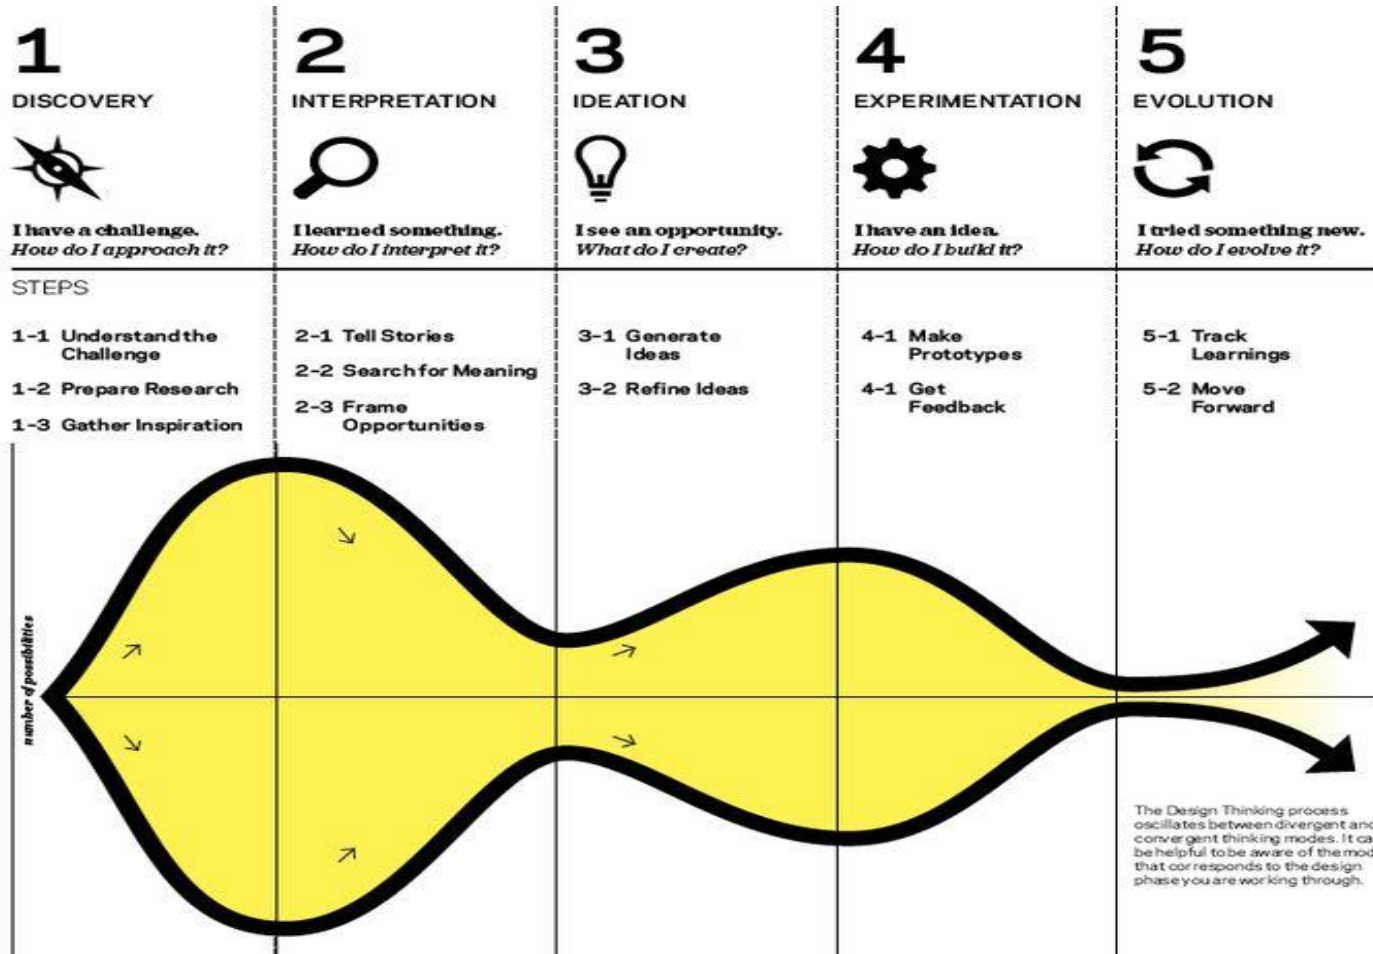 1
DISCOVERY
I have a challenge.
How do I approach it?
2
INTERPRETATION
I learned something.
How do I interpret it?
3
IDEATION
I see an opportunity.
What do I create?
4
EXPERIMENTATION
I have an idea.
How do I build it?
5
EVOLUTION
I tried something new.
How do I evolve it?
STEPS
1-1 Understand the
Challenge
1-2 Prepare Research
1-3 Gather Inspiration
2-1 Tell Stories
2-2 Search for Meaning
2-3 Frame
Opportunities
3-1 Generate
Ideas
3-2 Refine Ideas
4-1 Make
Prototypes
4-1 Get
Feedback
5-1 Track
Learnings
5-2 Move
Forward
number of possibilities
The Design Thinking process
oscillates between divergent and
convergent thinking modes. It ca
be helpful to be aware of the mod
that corresponds to the design
phase you are working through.